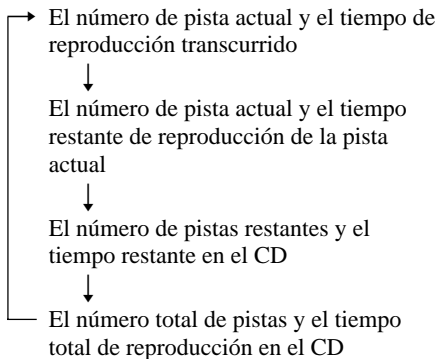 El número de pista actual y el tiempo de
reproducción transcurrido
El número de pista actual y el tiempo
restante de reproducción de la pista
actual
El número de pistas restantes y el
tiempo restante en el CD
El número total de pistas y el tiempo
total de reproducción en el CD